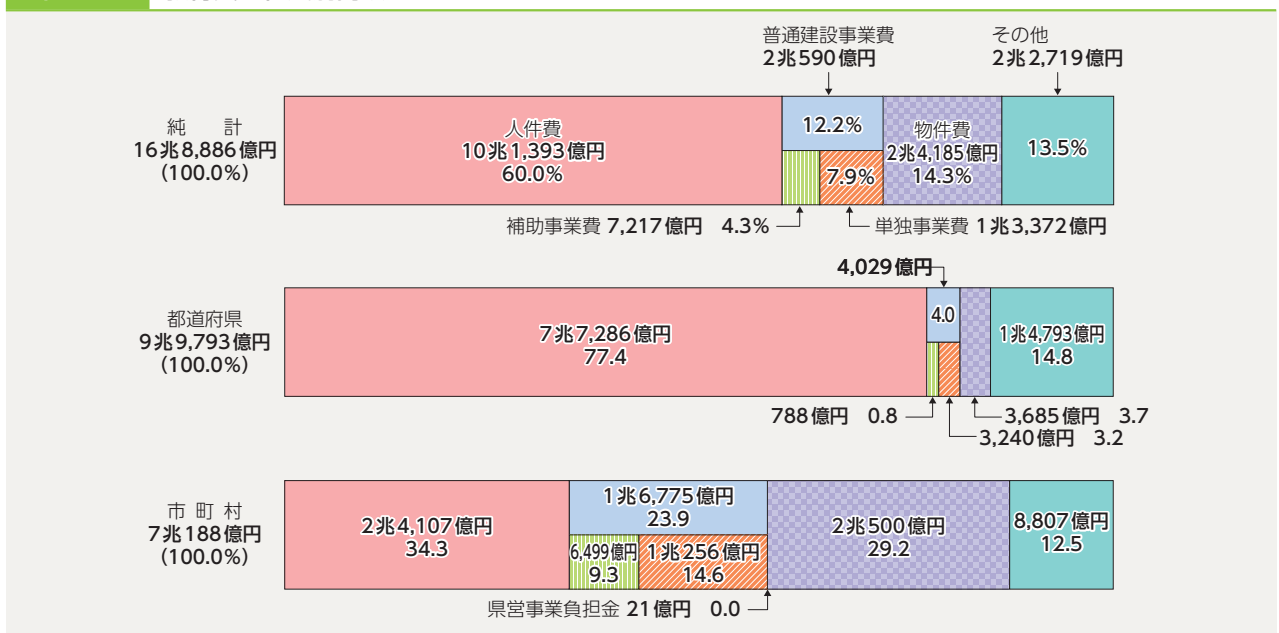 普通建設事業費
2兆590億円
その他
2兆2,719億円
純計
16兆8,886億円
(100.0%)
人件費
10兆1,393億円
60.0%
12.2%
7.9%
物件費
2兆4,185億円
14.3%
13.5%
補助事業費 7,217億円 4.3%
単独事業費 1兆3,372億円
4,029億円
都道府県
9兆9,793億円
(100.0%)
7兆7,286億円
77.4
4.0
1兆4,793億円
14.8
788億円 0.8
3,685億円 3.7
3,240億円 3.2
市町村
7兆188億円
(100.0%)
2兆4,107億円
34.3
1兆6,775億円
23.9
6,499億円
9.3
1兆256億円
14.6
2兆500億円
29.2
8,807億円
12.5
県営事業負担金 21億円 0.0